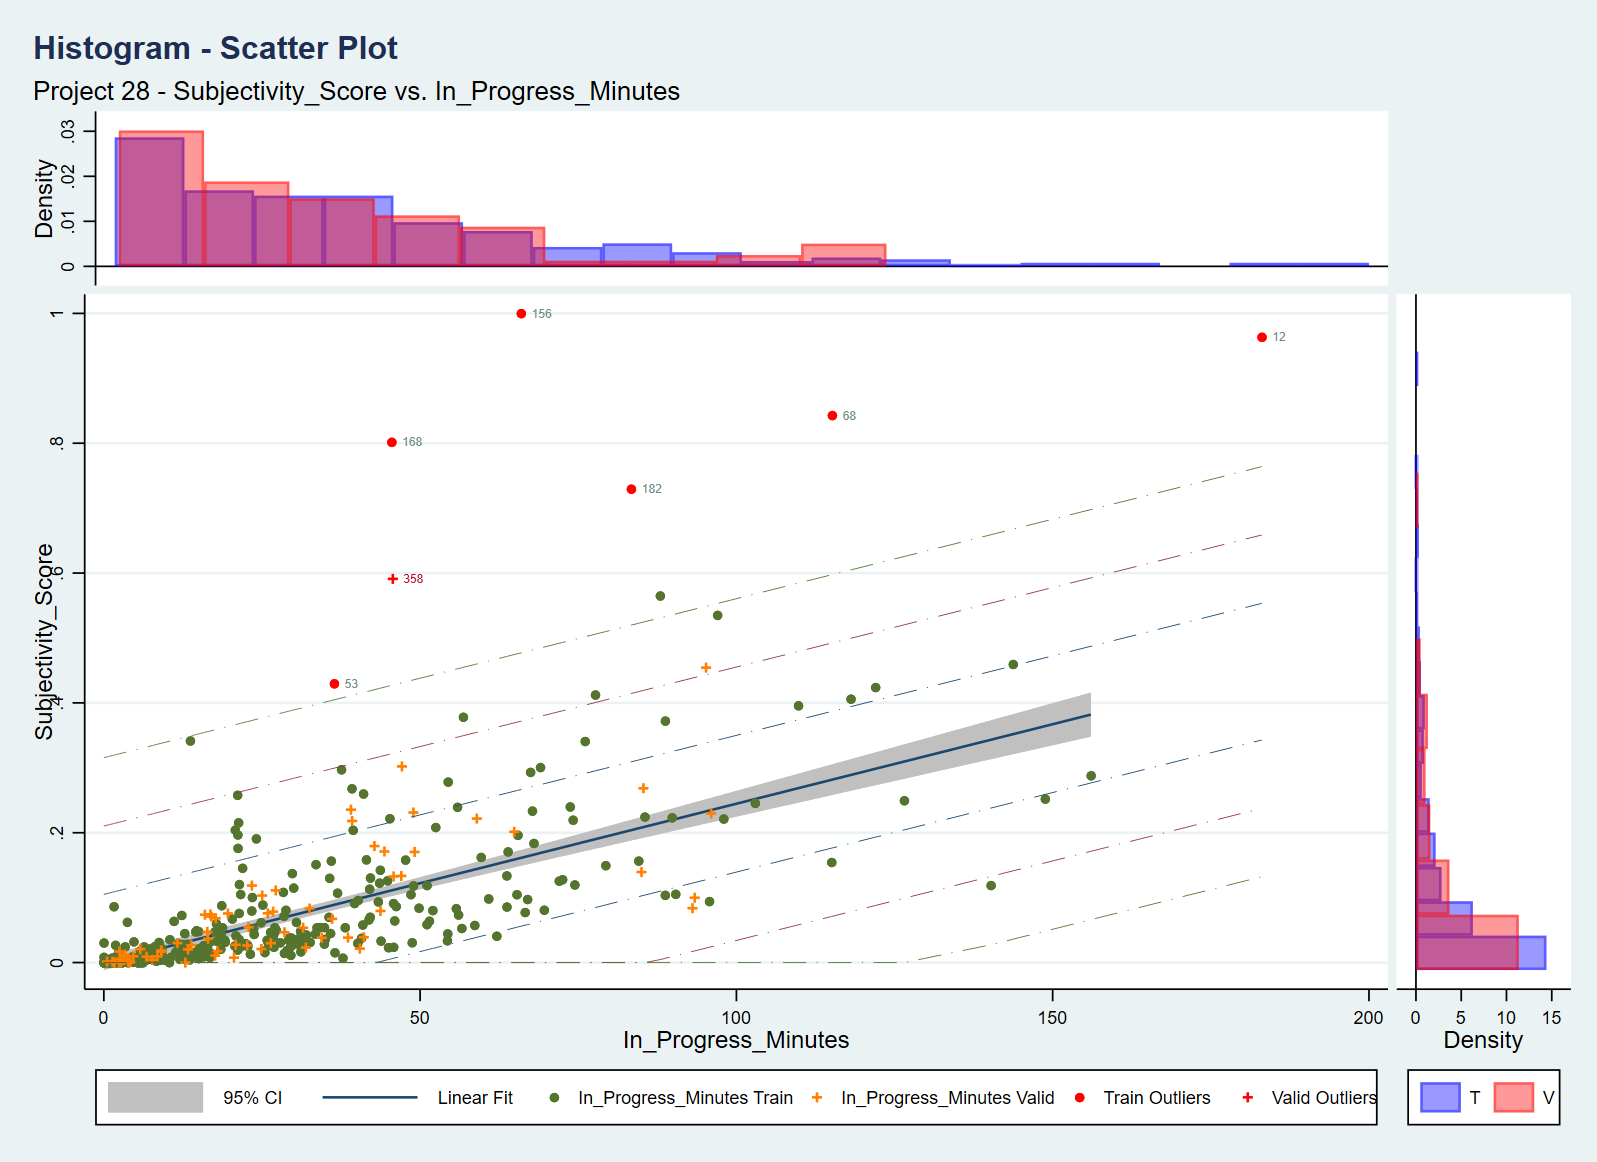 Histogram - Scatter Plot
Project 28 - Subjectivity_Score vs. In_Progress_Minutes
Density
.03
.02
.01
0
Subjectivity_Score
1
.8
.6
.4
.2
0
156
12
68
168
182
358
53
0 50 100 150 200
In_Progress_Minutes
0 5 10 15
Density
95% CI Linear Fit In_Progress_Minutes Train In_Progress_Minutes Valid Train Outliers Valid Outliers
T V